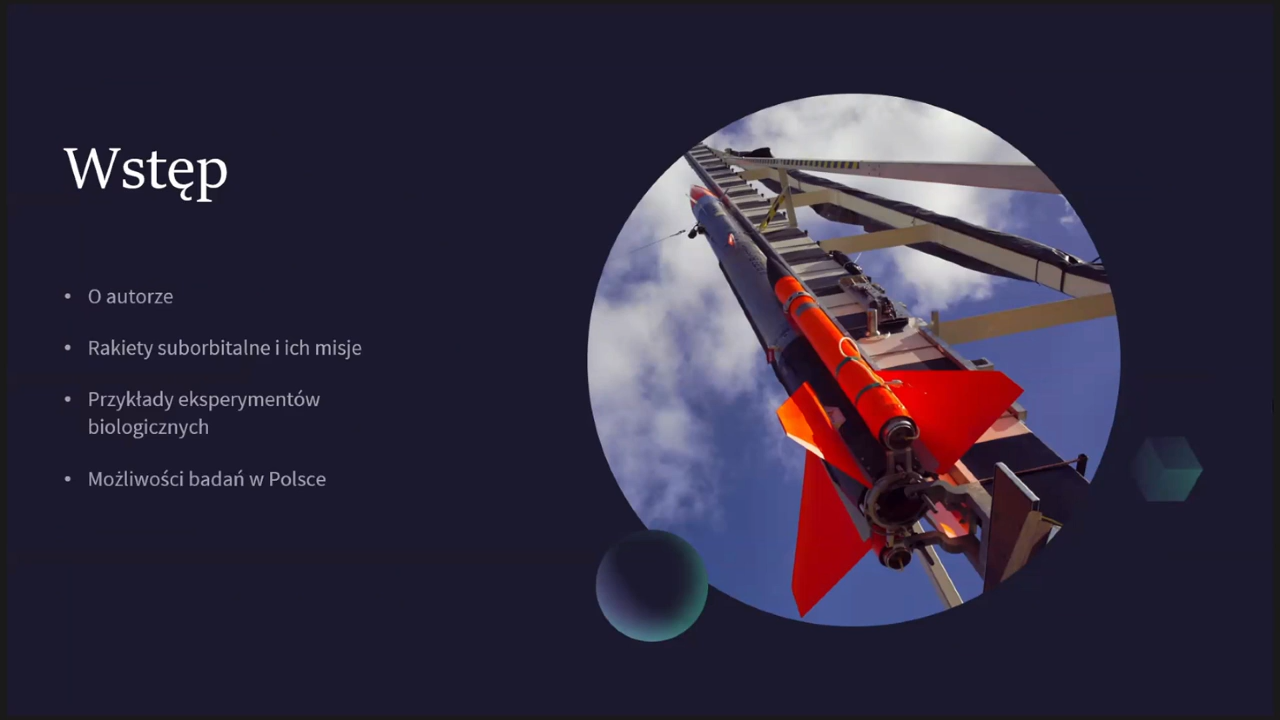 Wstęp
• O autorze
• Rakiety suborbitalne i ich misje
• Przykłady eksperymentów
biologicznych
• Możliwości badań w Polsce